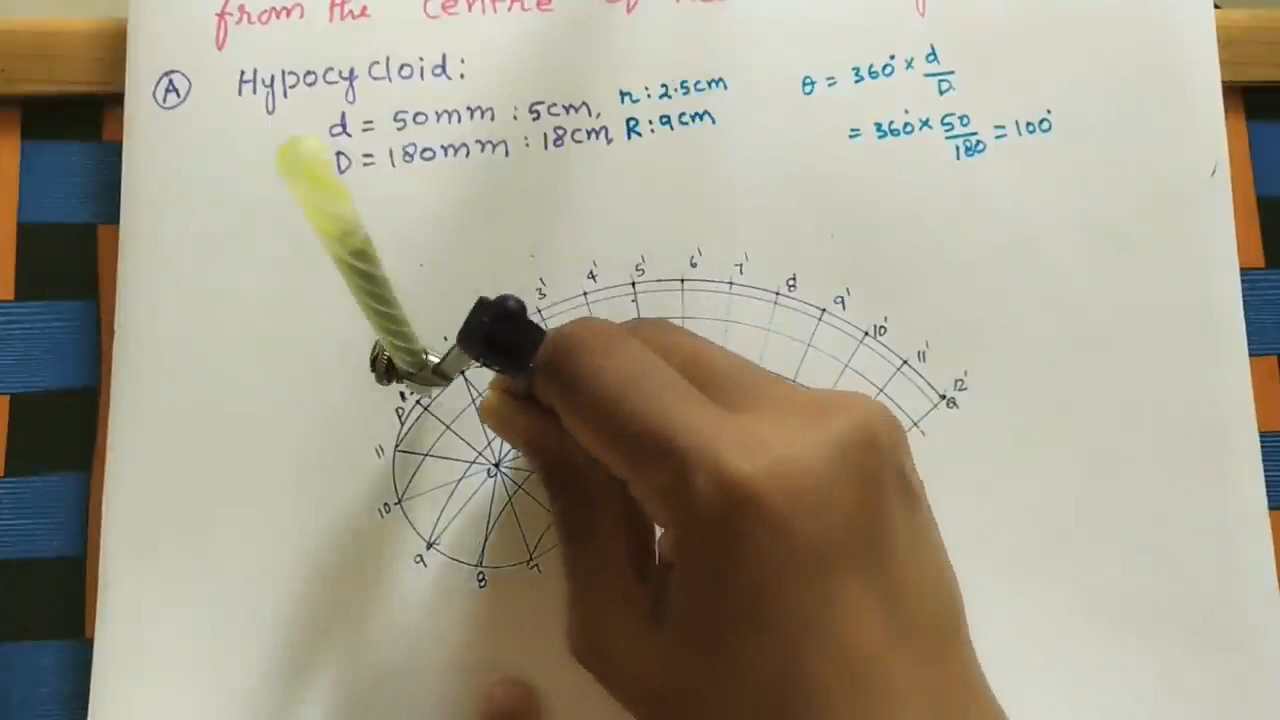 from the centre of
A Hypocycloid:
d = 50mm : 5cm, r : 2.5cm
D = 180mm : 18cm R : 9cm
θ = 360° × d/D
= 360° × 50/180 = 100°
3' 4' 5' 6' 7' 8' 9' 10' 11' 12'
Q
P
11
10
9
8
7